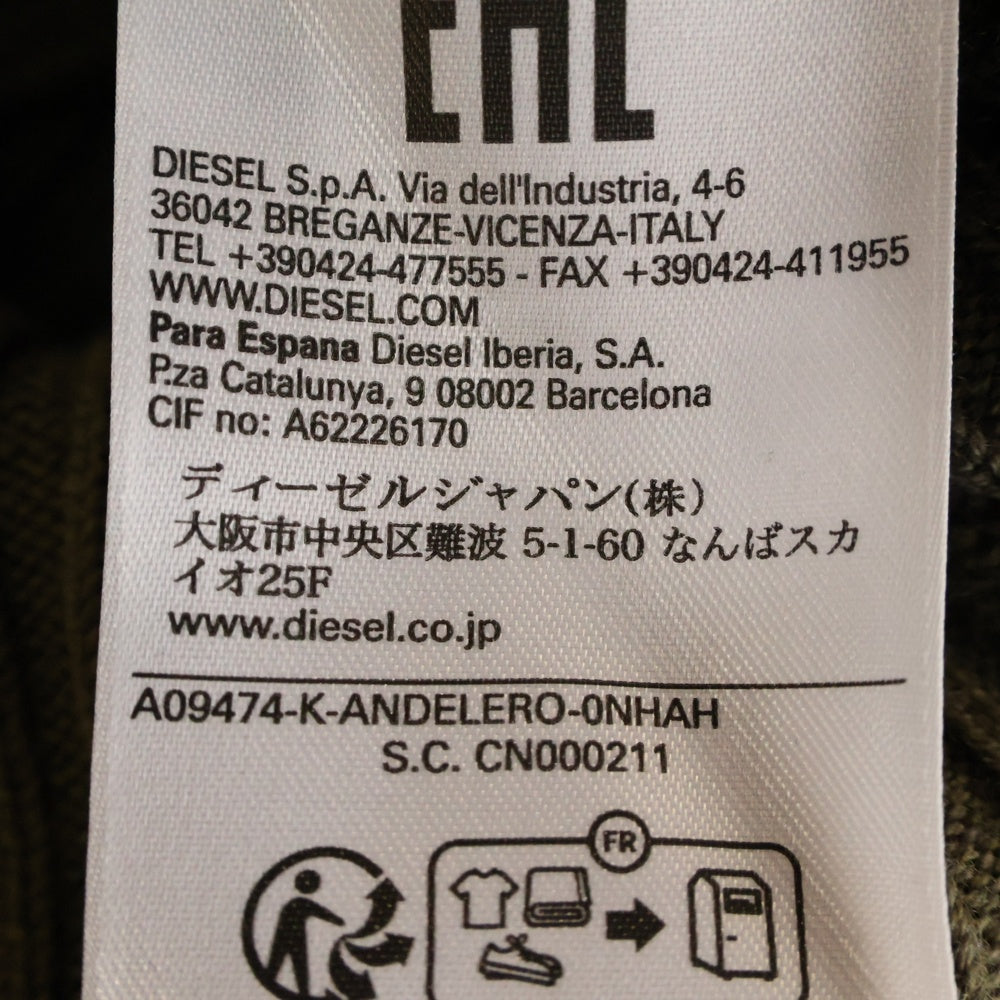 EAC
DIESEL S.p.A. Via dell'Industria, 4-6
36042 BREGANZE-VICENZA-ITALY
TEL +390424-477555 - FAX +390424-411955
WWW.DIESEL.COM
Para Espana Diesel Iberia, S.A.
P.za Catalunya, 9 08002 Barcelona
CIF no: A62226170
ディーゼルジャパン(株)
大阪市中央区難波 5-1-60 なんばスカ
イオ25F
www.diesel.co.jp
A09474-K-ANDELERO-0NHAH
S.C. CN000211
FR